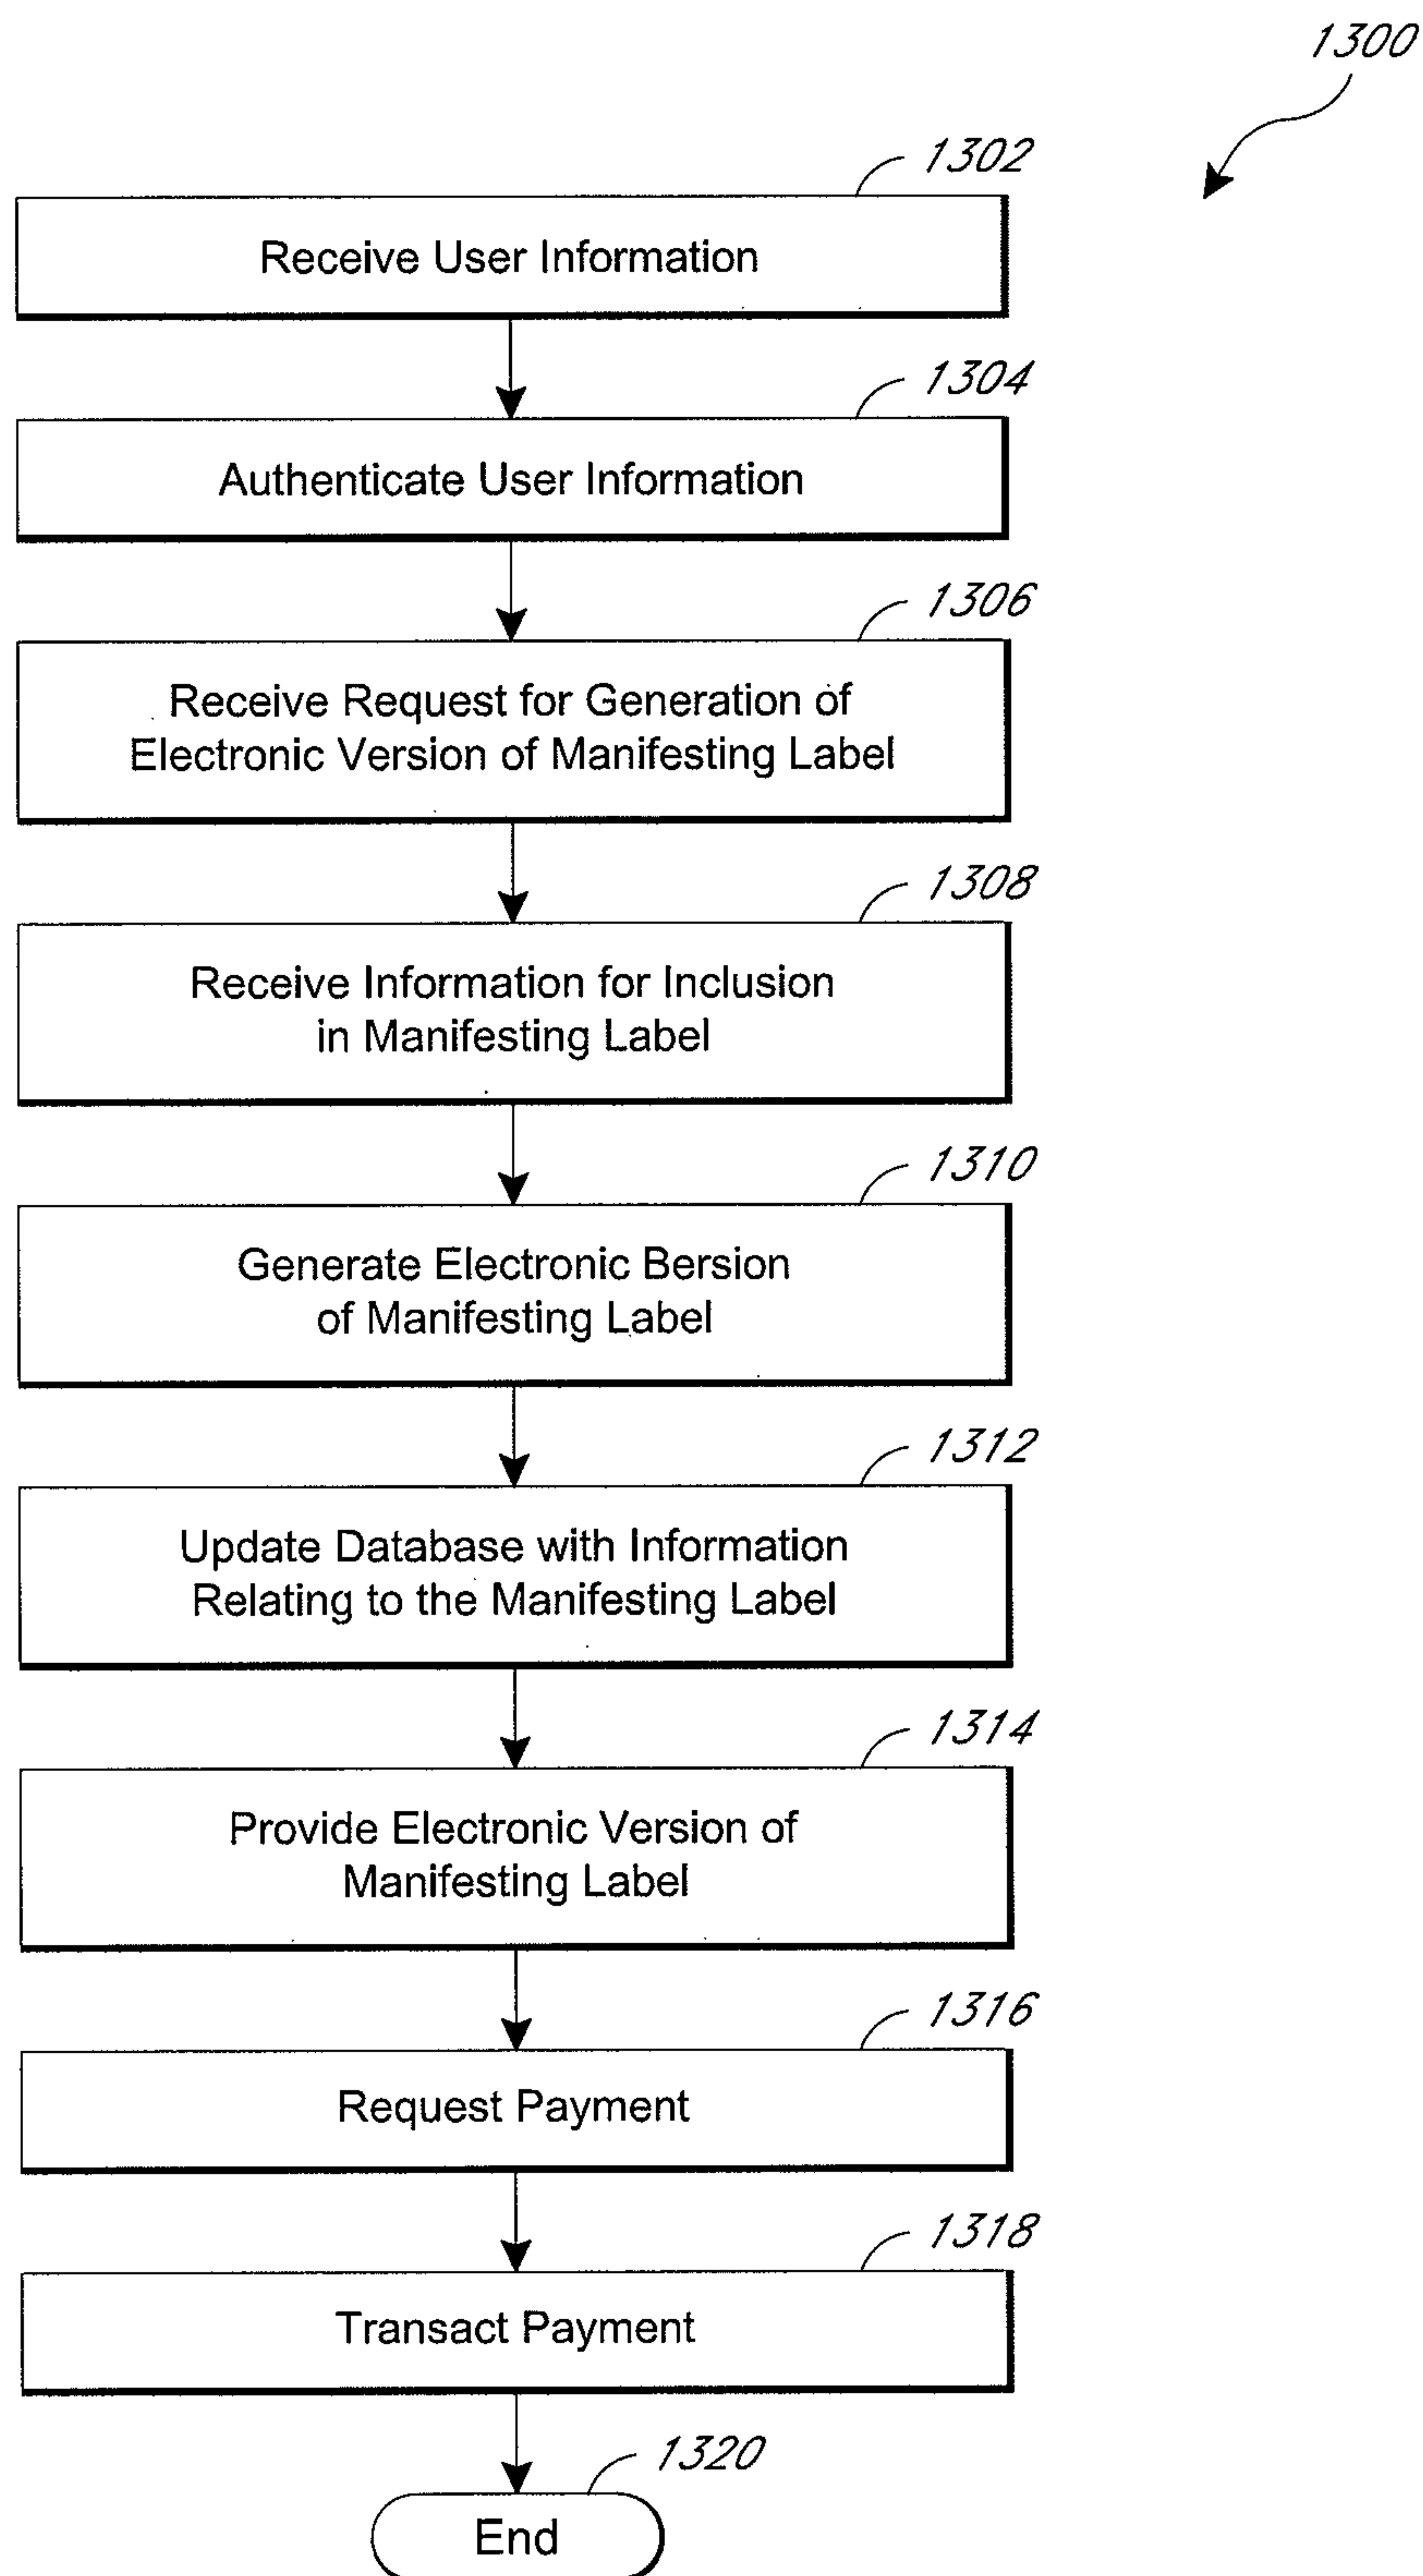 1300
1302
Receive User Information
1304
Authenticate User Information
1306
Receive Request for Generation of
Electronic Version of Manifesting Label
1308
Receive Information for Inclusion
in Manifesting Label
1310
Generate Electronic Bersion
of Manifesting Label
1312
Update Database with Information
Relating to the Manifesting Label
1314
Provide Electronic Version of
Manifesting Label
1316
Request Payment
1318
Transact Payment
1320
End